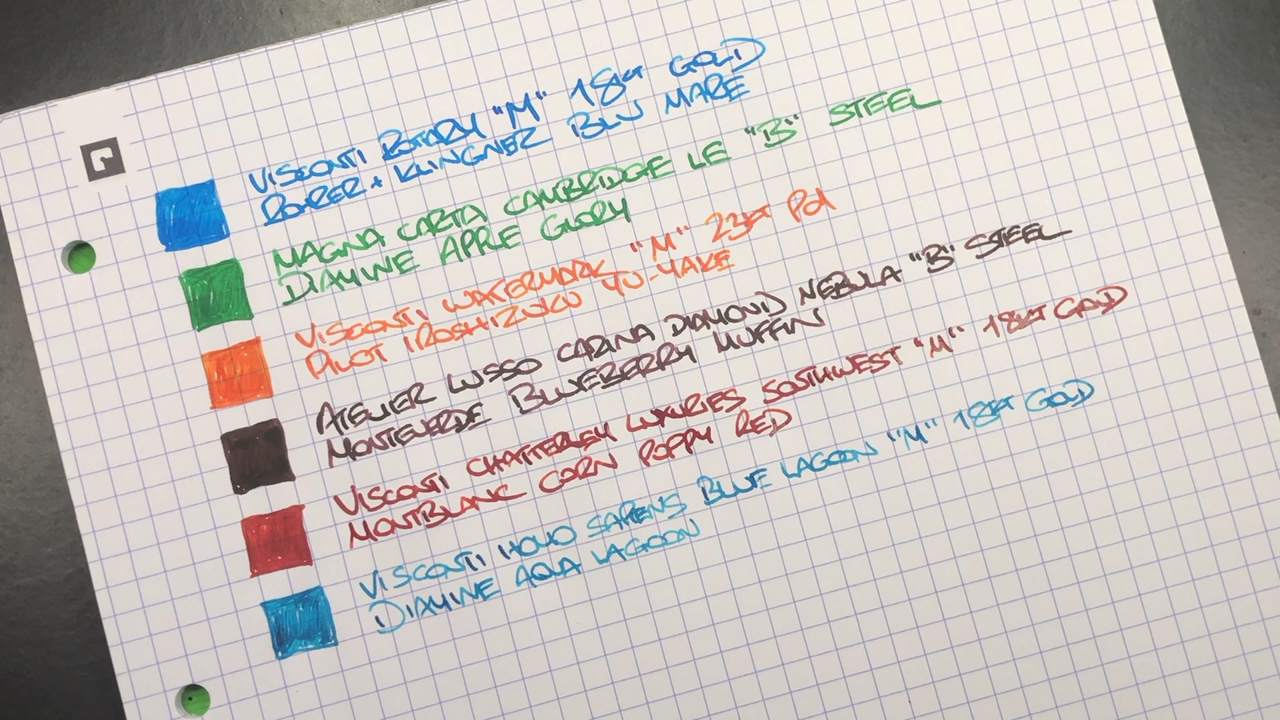 VISCONTI ROTARY "M" 18KT GOLD
ROHRER + KLINGNER BLU MARE
MAGNA CARTA CAMBRIDGE LE "B" STEEL
DIAMINE APPLE GLORY
VISCONTI WATERMARK "M" 23KT Pd
PILOT IROSHIZUKU YU-YAKE
ATELIER LUSSO CARINA DIAMOND NEBULA "B" STEEL
MONTEVERDE BLUEBERRY MUFFIN
VISCONTI CHATTERLEY LUXURIES SOUTHWEST "M" 18KT GOLD
MONTBLANC CORN POPPY RED
VISCONTI HOMO SAPIENS BLUE LAGOON "M" 18KT GOLD
DIAMINE AQUA LAGOON